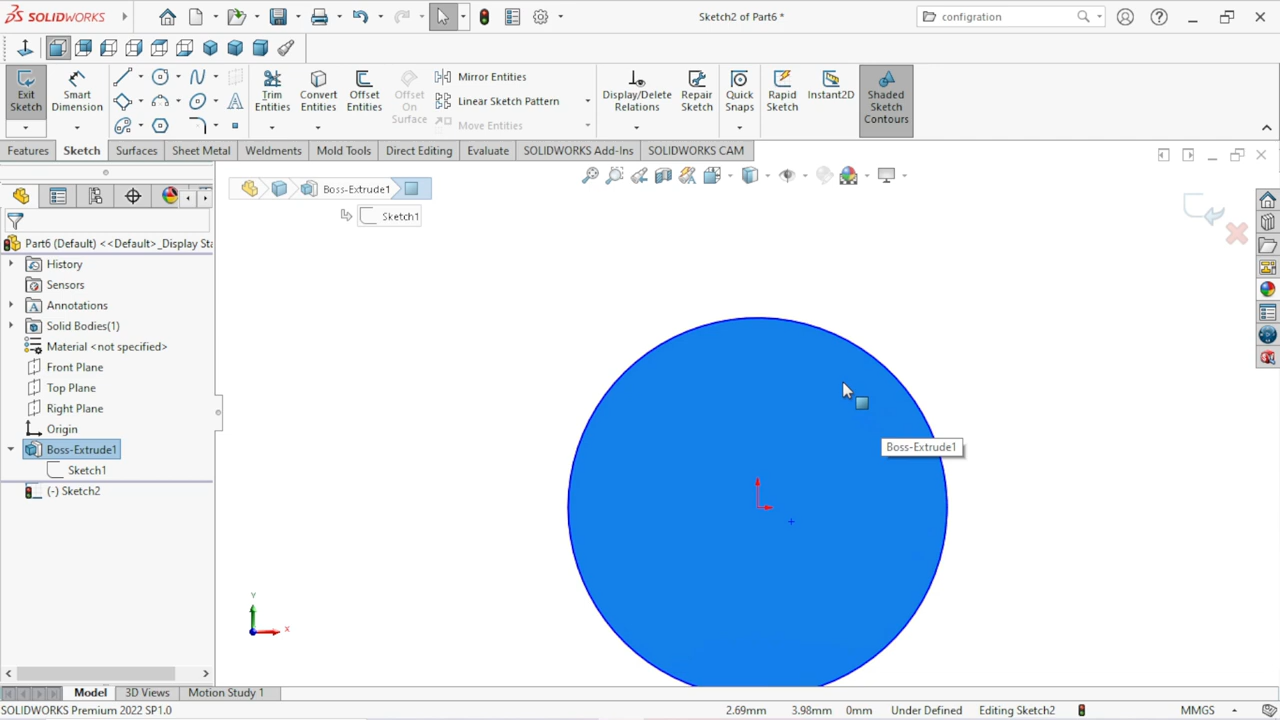 SOLIDWORKS
Sketch2 of Part6 *
configration
Exit Sketch
Smart Dimension
Trim Entities
Convert Entities
Offset Entities
Offset On Surface
Mirror Entities
Linear Sketch Pattern
Move Entities
Display/Delete Relations
Repair Sketch
Quick Snaps
Rapid Sketch
Instant2D
Shaded Sketch Contours
Features
Sketch
Surfaces
Sheet Metal
Weldments
Mold Tools
Direct Editing
Evaluate
SOLIDWORKS Add-Ins
SOLIDWORKS CAM
Boss-Extrude1
Sketch1
Part6 (Default) <<Default>_Display Sta
History
Sensors
Annotations
Solid Bodies(1)
Material <not specified>
Front Plane
Top Plane
Right Plane
Origin
Boss-Extrude1
Sketch1
(-) Sketch2
Boss-Extrude1
Y
X
Model
3D Views
Motion Study 1
SOLIDWORKS Premium 2022 SP1.0
2.69mm
3.98mm
0mm
Under Defined
Editing Sketch2
MMGS